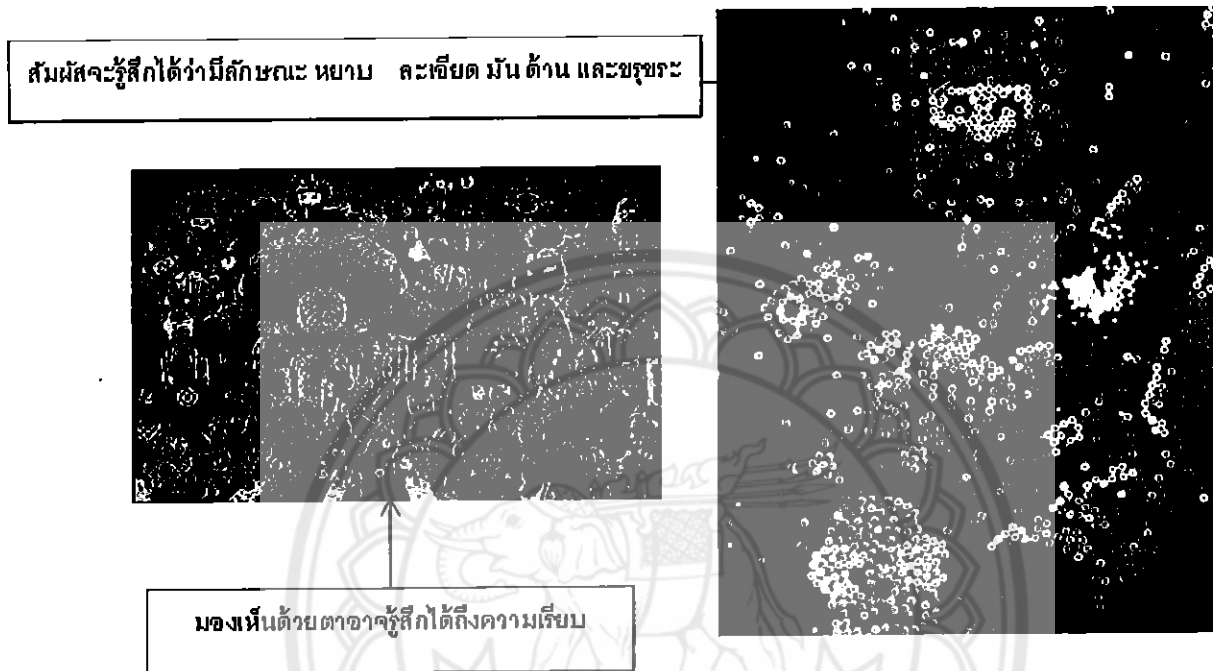 สัมผัสจะรู้สึกได้ว่ามีลักษณะ หยาบ ละเอียด มัน ด้าน และขรุขระ
มองเห็นด้วยตาอาจรู้สึกได้ถึงความเรียบ